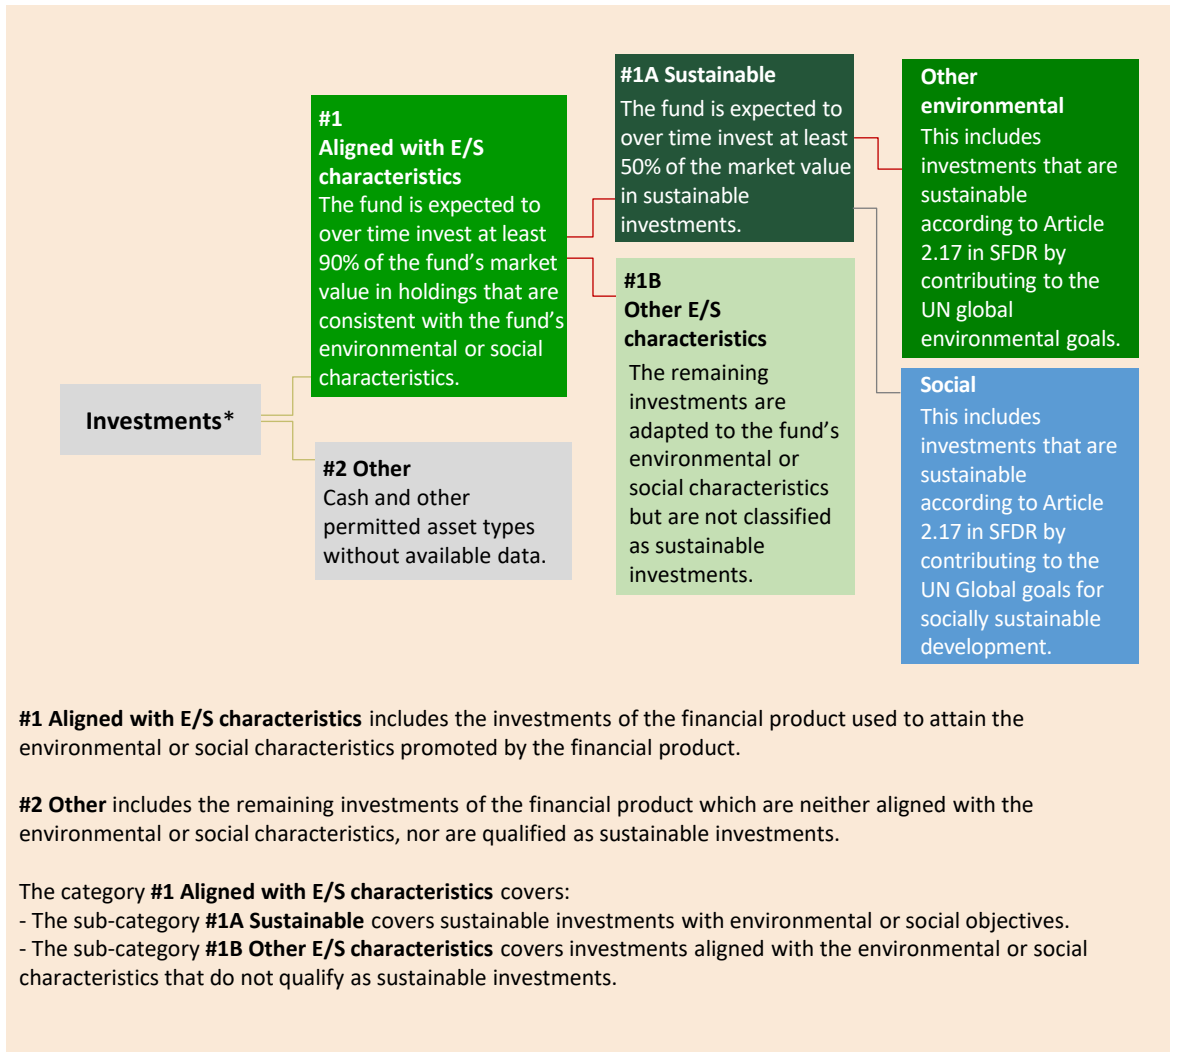 Investments*
#1
Aligned with E/S
characteristics
The fund is expected to
over time invest at least
90% of the fund’s market
value in holdings that are
consistent with the fund’s
environmental or social
characteristics.
#2 Other
Cash and other
permitted asset types
without available data.
#1A Sustainable
The fund is expected to
over time invest at least
50% of the market value
in sustainable
investments.
#1B
Other E/S
characteristics
The remaining
investments are
adapted to the fund’s
environmental or
social characteristics
but are not classified
as sustainable
investments.
Other
environmental
This includes
investments that are
sustainable
according to Article
2.17 in SFDR by
contributing to the
UN global
environmental goals.
Social
This includes
investments that are
sustainable
according to Article
2.17 in SFDR by
contributing to the
UN Global goals for
socially sustainable
development.
#1 Aligned with E/S characteristics includes the investments of the financial product used to attain the
environmental or social characteristics promoted by the financial product.
#2 Other includes the remaining investments of the financial product which are neither aligned with the
environmental or social characteristics, nor are qualified as sustainable investments.
The category #1 Aligned with E/S characteristics covers:
- The sub-category #1A Sustainable covers sustainable investments with environmental or social objectives.
- The sub-category #1B Other E/S characteristics covers investments aligned with the environmental or social
characteristics that do not qualify as sustainable investments.